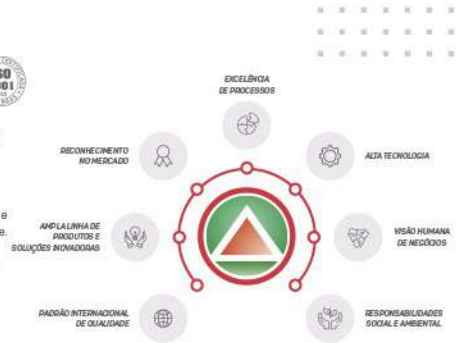 EXCELÊNCIA
DE PROCESSOS
RECONHECIMENTO
NO MERCADO
ALTA TECNOLOGIA
AMPLA LINHA DE
PRODUTOS E
SOLUÇÕES INOVADORAS
VISÃO HUMANA
DE NEGÓCIOS
PADRÃO INTERNACIONAL
DE QUALIDADE
RESPONSABILIDADES
SOCIAL E AMBIENTAL
e
e.